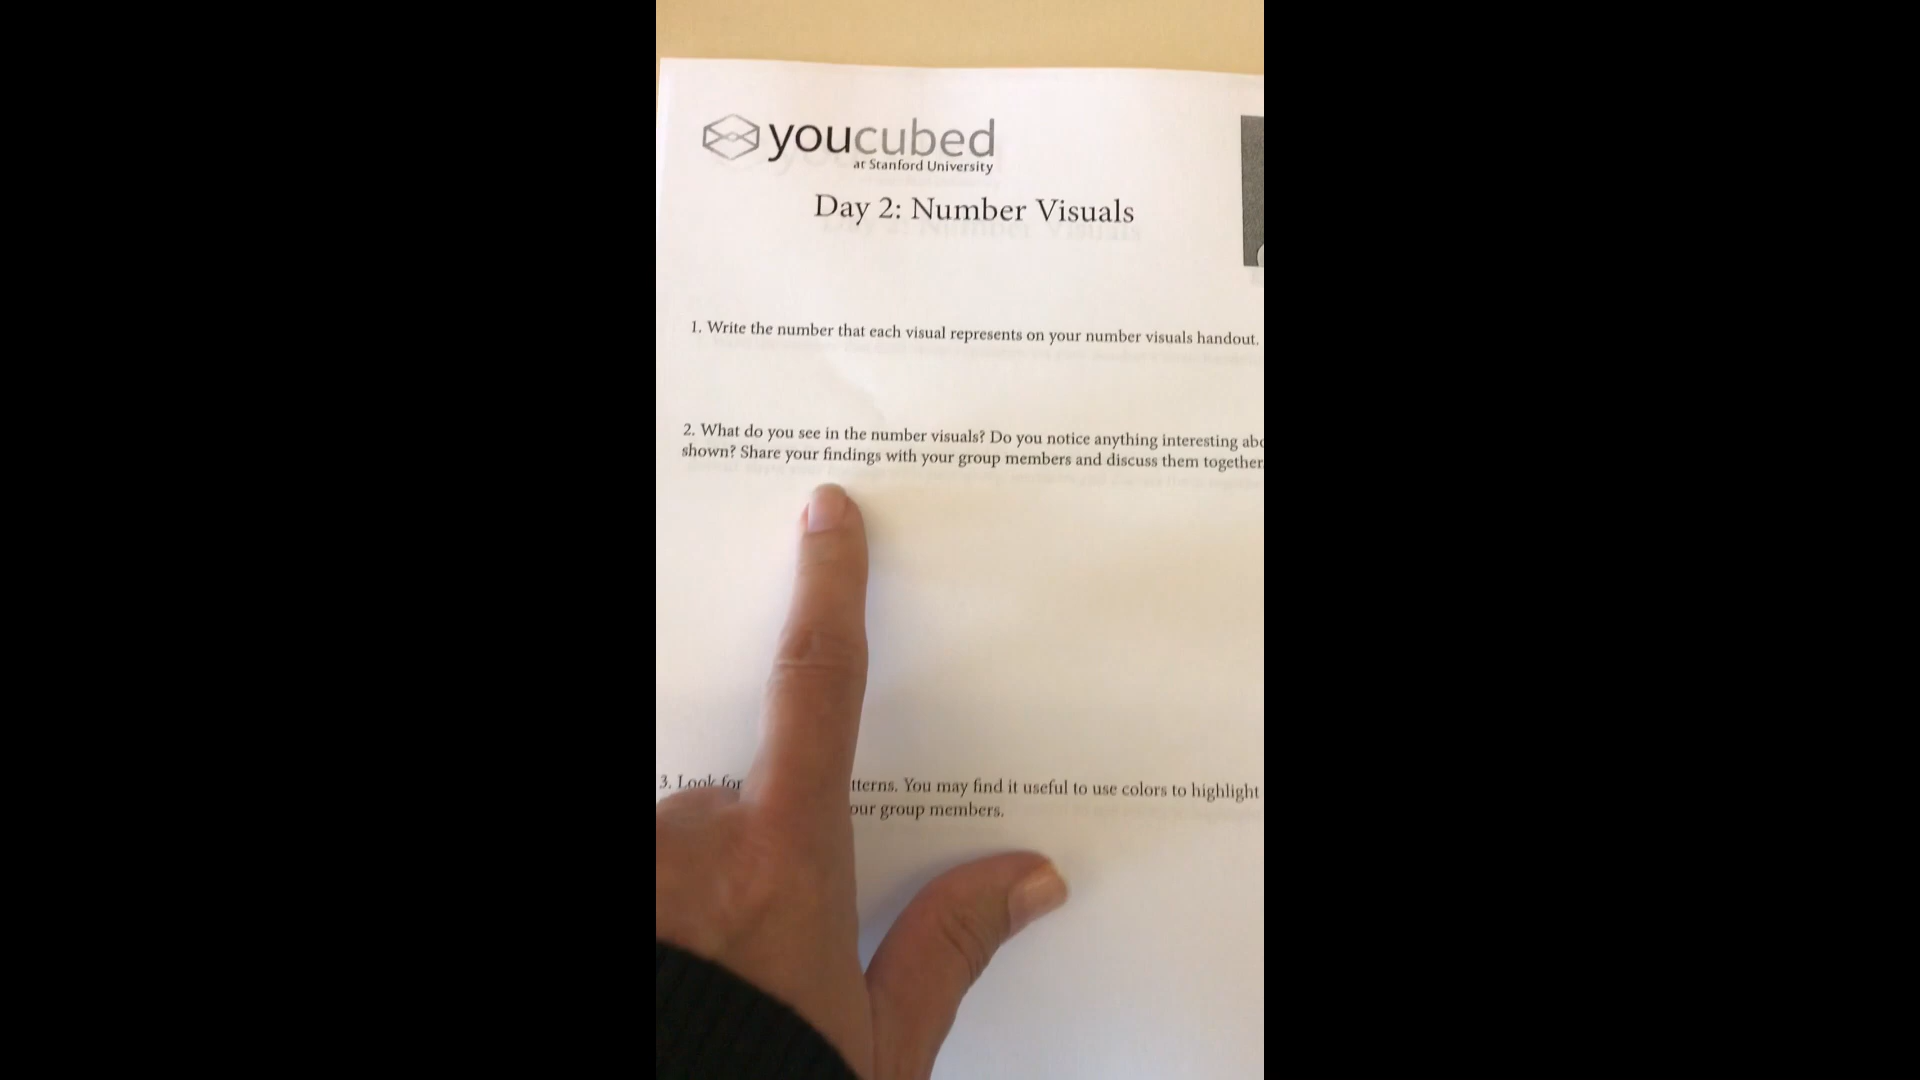 youcubed
at Stanford University
Day 2: Number Visuals
1. Write the number that each visual represents on your number visuals handout.
2. What do you see in the number visuals? Do you notice anything interesting
shown? Share your findings with your group members and discuss them together
3. Look for tterns. You may find it useful to use colors to highlight
our group members.